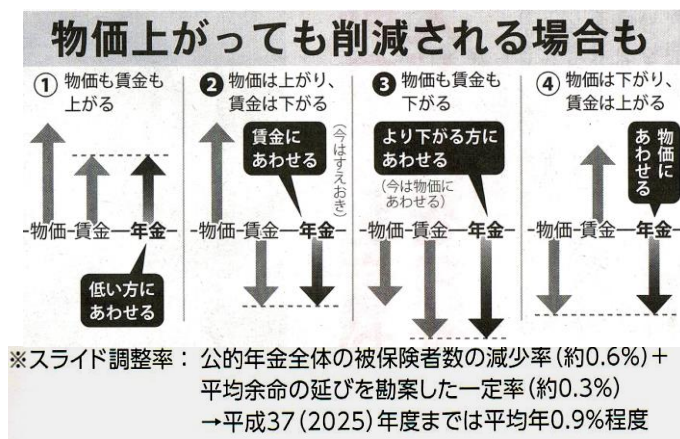 物価上がっても削減される場合も
① 物価も賃金も
上がる
低い方に
あわせる
-物価-賃金-年金-
❷ 物価は上がり、
賃金は下がる
賃金に
あわせる
(今はすえおき)
-物価-賃金-年金-
❸ 物価も賃金も
下がる
より下がる方に
あわせる
(今は物価に
あわせる)
-物価-賃金-年金-
④ 物価は下がり、
賃金は上がる
物価に
あわせる
-物価-賃金-年金-
※スライド調整率： 公的年金全体の被保険者数の減少率(約0.6%)＋
平均余命の延びを勘案した一定率(約0.3%)
→平成37(2025)年度までは平均年0.9%程度